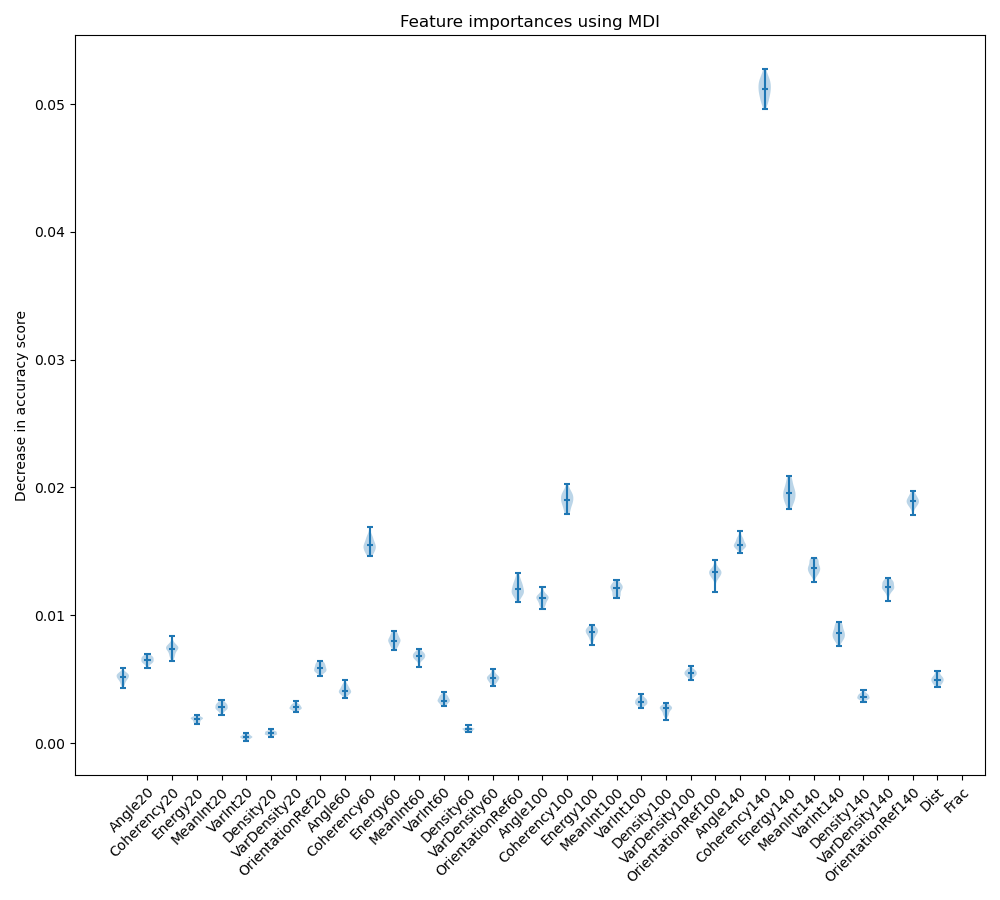 Feature importances using MDI
Decrease in accuracy score
0.05
0.04
0.03
0.02
0.01
0.00
Angle20
Coherency20
Energy20
MeanInt20
VarInt20
Density20
VarDensity20
OrientationRef20
Angle60
Coherency60
Energy60
MeanInt60
VarInt60
Density60
VarDensity60
OrientationRef60
Angle100
Coherency100
Energy100
MeanInt100
VarInt100
Density100
VarDensity100
OrientationRef100
Angle140
Coherency140
Energy140
MeanInt140
VarInt140
Density140
VarDensity140
OrientationRef140
Dist
Frac